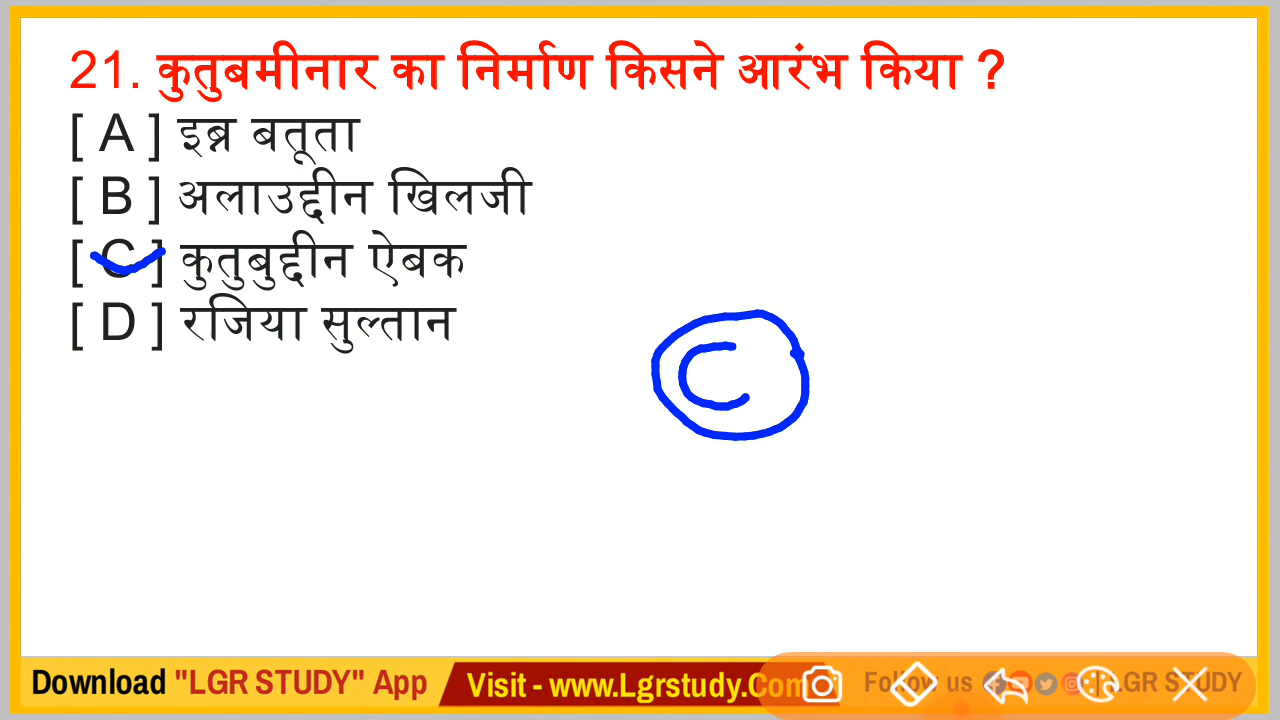 21. कुतुबमीनार का निर्माण किसने आरंभ किया ?
[ A ] इब्न बतूता
[ B ] अलाउद्दीन खिलजी
[ C ] कुतुबुद्दीन ऐबक
[ D ] रजिया सुल्तान
C
Download "LGR STUDY" App
Visit - www.Lgrstudy.Com
Follow us LGR STUDY